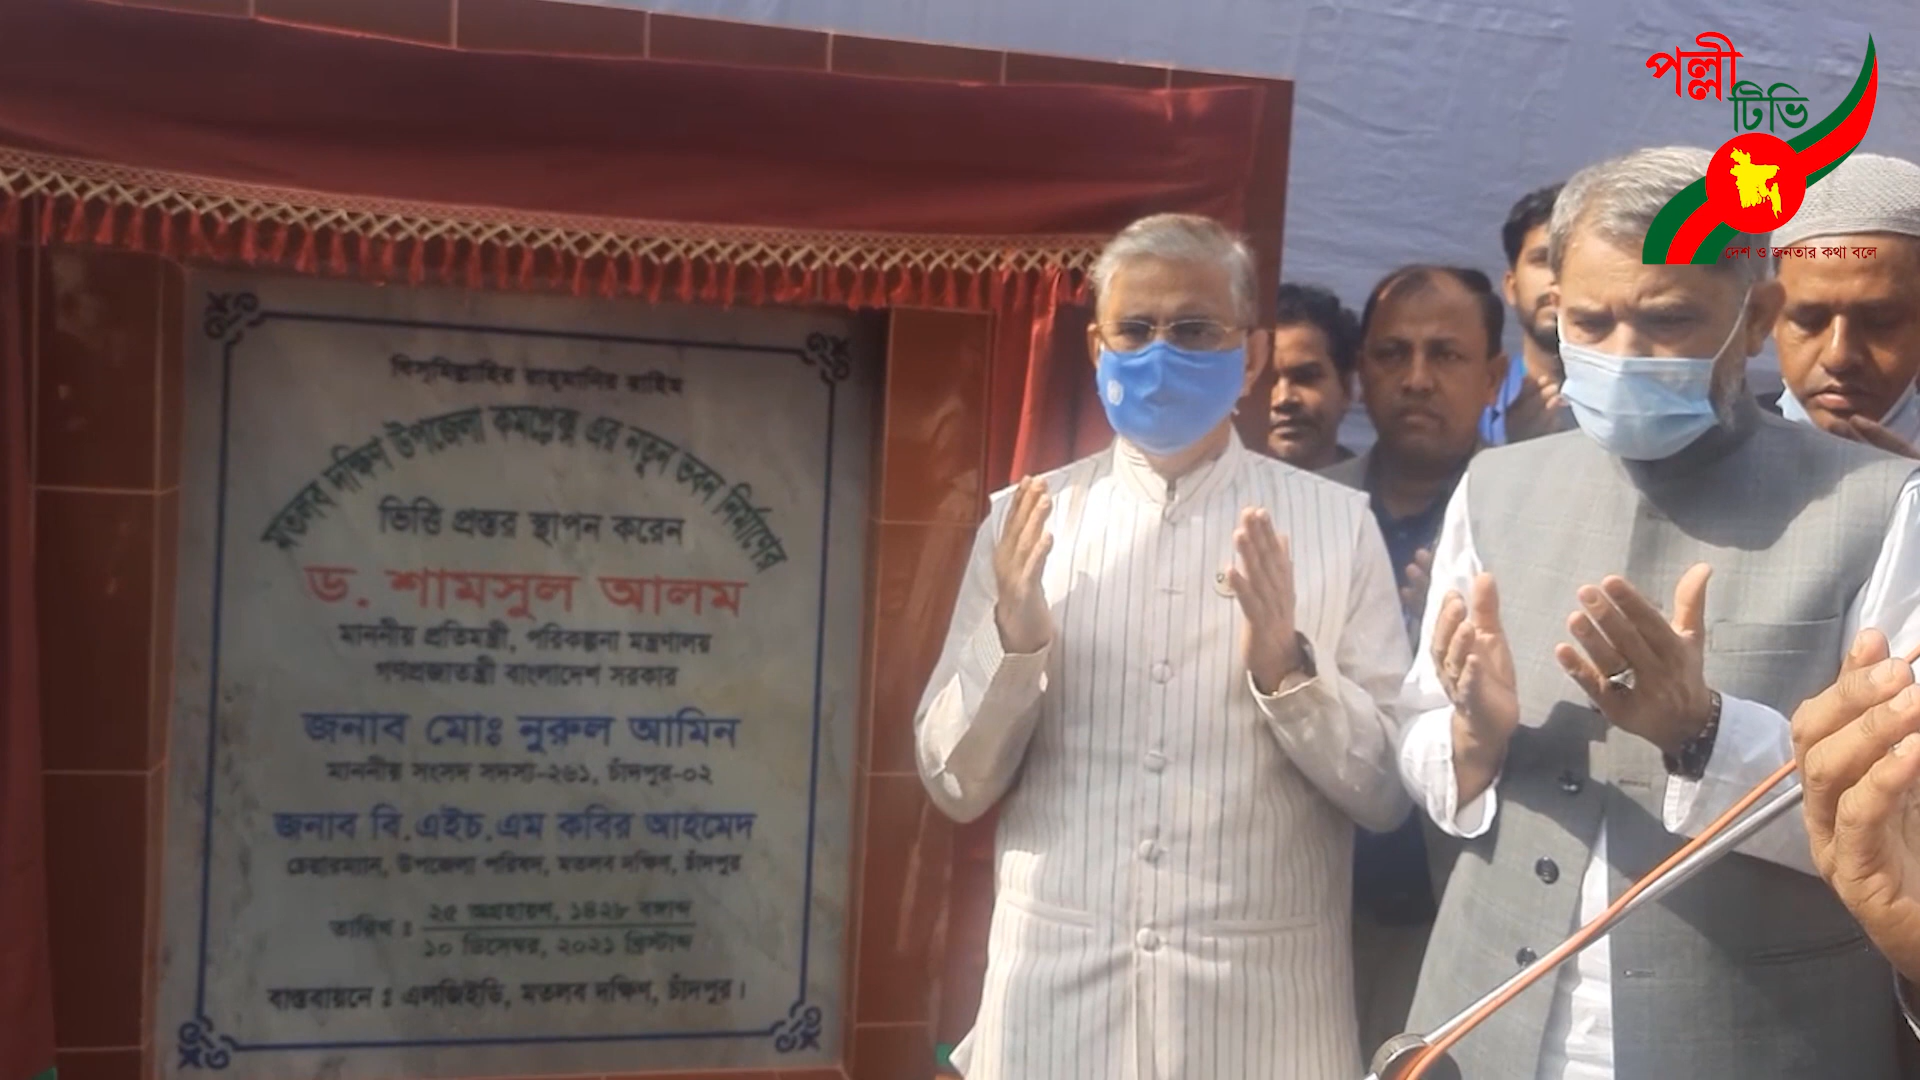 বিসমিল্লাহির রাহমানির রাহিম
মতলব দক্ষিণ উপজেলা কমপ্লেক্স এর নতুন ভবন নির্মাণের
ভিত্তি প্রস্তর স্থাপন করেন
ড. শামসুল আলম
মাননীয় প্রতিমন্ত্রী, পরিকল্পনা মন্ত্রণালয়
গণপ্রজাতন্ত্রী বাংলাদেশ সরকার
জনাব মোঃ নুরুল আমিন
মাননীয় সংসদ সদস্য-২৬১, চাঁদপুর-০২
জনাব বি.এইচ.এম কবির আহমেদ
চেয়ারম্যান, উপজেলা পরিষদ, মতলব দক্ষিণ, চাঁদপুর
তারিখ : ২৫ অগ্রহায়ণ, ১৪২৮ বঙ্গাব্দ
১০ ডিসেম্বর, ২০২১ খ্রিস্টাব্দ
বাস্তবায়নে : এলজিইডি, মতলব দক্ষিণ, চাঁদপুর।
পল্লী
টিভি
দেশ ও জনতার কথা বলে